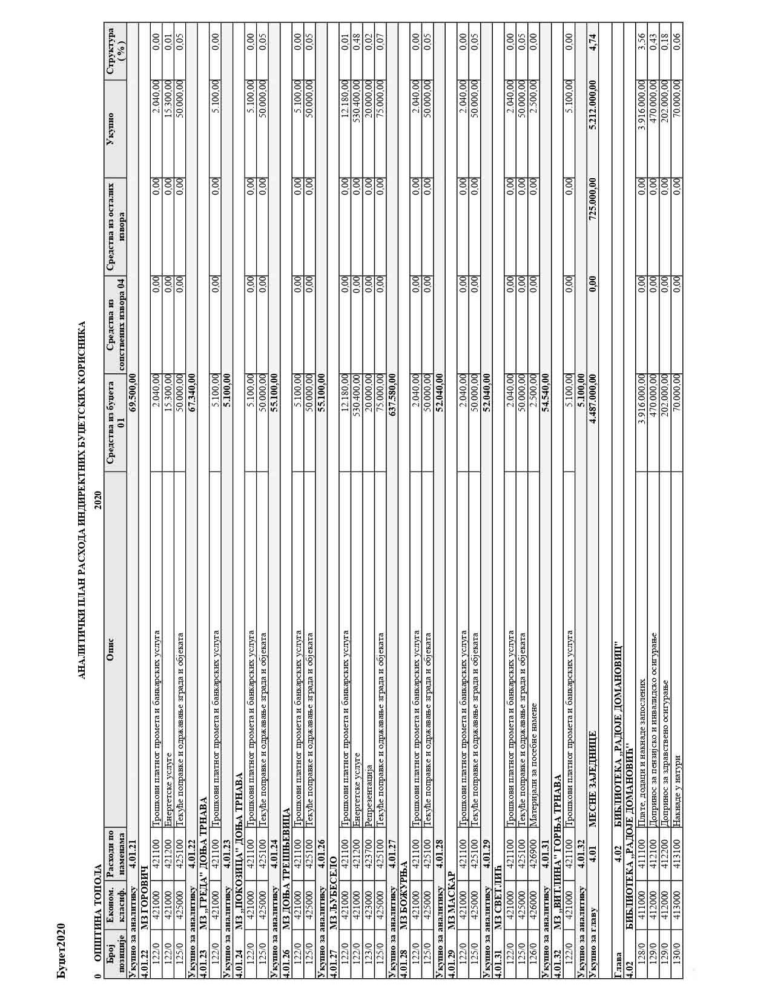 Буџет2020
АНАЛИТИЧКИ ПЛАН РАСХОДА ИНДИРЕКТНИХ БУЏЕТСКИХ КОРИСНИКА
0 ОПШТИНА ТОПОЛА 2020
Број позиције Економ. класиф. Расходи по наменама Опис Средства из буџета 01 Средства из сопствених извора 04 Средства из осталих извора Укупно Структура ( %)
Укупно за аналитику 4.01.21 69.500,00
4.01.22 МЗ ГОРОВИЧ
122/0 421000 421100 Трошкови платног промета и банкарских услуга 2.040,00 0,00 0,00 2.040,00 0,00
122/0 421000 421200 Енергетске услуге 15.300,00 0,00 0,00 15.300,00 0,01
125/0 425000 425100 Текуће поправке и одржавање зграда и објеката 50.000,00 0,00 0,00 50.000,00 0,05
Укупно за аналитику 4.01.22 67.340,00
4.01.23 МЗ „ГРЕДА" ДОЊА ТРНАВА
122/0 421000 421100 Трошкови платног промета и банкарских услуга 5.100,00 0,00 0,00 5.100,00 0,00
Укупно за аналитику 4.01.23 5.100,00
4.01.24 МЗ „ЦОКОЗИЦА" ДОЊА ТРНАВА
122/0 421000 421100 Трошкови платног промета и банкарских услуга 5.100,00 0,00 0,00 5.100,00 0,00
125/0 425000 425100 Текуће поправке и одржавање зграда и објеката 50.000,00 0,00 0,00 50.000,00 0,05
Укупно за аналитику 4.01.24 55.100,00
4.01.26 МЗ ДОЊА ТРЕШЊЕВИЦА
122/0 421000 421100 Трошкови платног промета и банкарских услуга 5.100,00 0,00 0,00 5.100,00 0,00
125/0 425000 425100 Текуће поправке и одржавање зграда и објеката 50.000,00 0,00 0,00 50.000,00 0,05
Укупно за аналитику 4.01.26 55.100,00
4.01.27 МЗ ЉУБЕСЕЛО
122/0 421000 421100 Трошкови платног промета и банкарских услуга 12.180,00 0,00 0,00 12.180,00 0,01
122/0 421000 421200 Енергетске услуге 530.400,00 0,00 0,00 530.400,00 0,48
123/0 423000 423700 Репрезентација 20.000,00 0,00 0,00 20.000,00 0,02
125/0 425000 425100 Текуће поправке и одржавање зграда и објеката 75.000,00 0,00 0,00 75.000,00 0,07
Укупно за аналитику 4.01.27 637.580,00
4.01.28 МЗ БОЖУРЊА
122/0 421000 421100 Трошкови платног промета и банкарских услуга 2.040,00 0,00 0,00 2.040,00 0,00
125/0 425000 425100 Текуће поправке и одржавање зграда и објеката 50.000,00 0,00 0,00 50.000,00 0,05
Укупно за аналитику 4.01.28 52.040,00
4.01.29 МЗ МАСКАР
122/0 421000 421100 Трошкови платног промета и банкарских услуга 2.040,00 0,00 0,00 2.040,00 0,00
125/0 425000 425100 Текуће поправке и одржавање зграда и објеката 50.000,00 0,00 0,00 50.000,00 0,05
Укупно за аналитику 4.01.29 52.040,00
4.01.31 МЗ СВЕТЛИЋ
122/0 421000 421100 Трошкови платног промета и банкарских услуга 2.040,00 0,00 0,00 2.040,00 0,00
125/0 425000 425100 Текуће поправке и одржавање зграда и објеката 50.000,00 0,00 0,00 50.000,00 0,05
126/0 426000 426900 Материјали за посебне намене 2.500,00 0,00 0,00 2.500,00 0,00
Укупно за аналитику 4.01.31 54.540,00
4.01.32 МЗ „ВИТЛИНА" ГОРЊА ТРНАВА
122/0 421000 421100 Трошкови платног промета и банкарских услуга 5.100,00 0,00 0,00 5.100,00 0,00
Укупно за аналитику 4.01.32 5.100,00
Укупно за главу 4.01 МЕСНЕ ЗАЈЕДНИЦЕ 4.487.000,00 0,00 725.000,00 5.212.000,00 4,74
Глава 4.02 БИБЛИОТЕКА „РАДОЈЕ ДОМАНОВИЦ"
4.02 БИБЛИОТЕКА „РАДОЈЕ ДОМАНОВИЋ"
128/0 411000 411100 Плате, додаци и накнаде запослених 3.916.000,00 0,00 0,00 3.916.000,00 3,56
129/0 412000 412100 Допринос за пензијско и инвалидско осигурање 470.000,00 0,00 0,00 470.000,00 0,43
129/0 412000 412200 Допринос за здравствено осигурање 202.000,00 0,00 0,00 202.000,00 0,18
130/0 413000 413100 Накнаде у натури 70.000,00 0,00 0,00 70.000,00 0,06